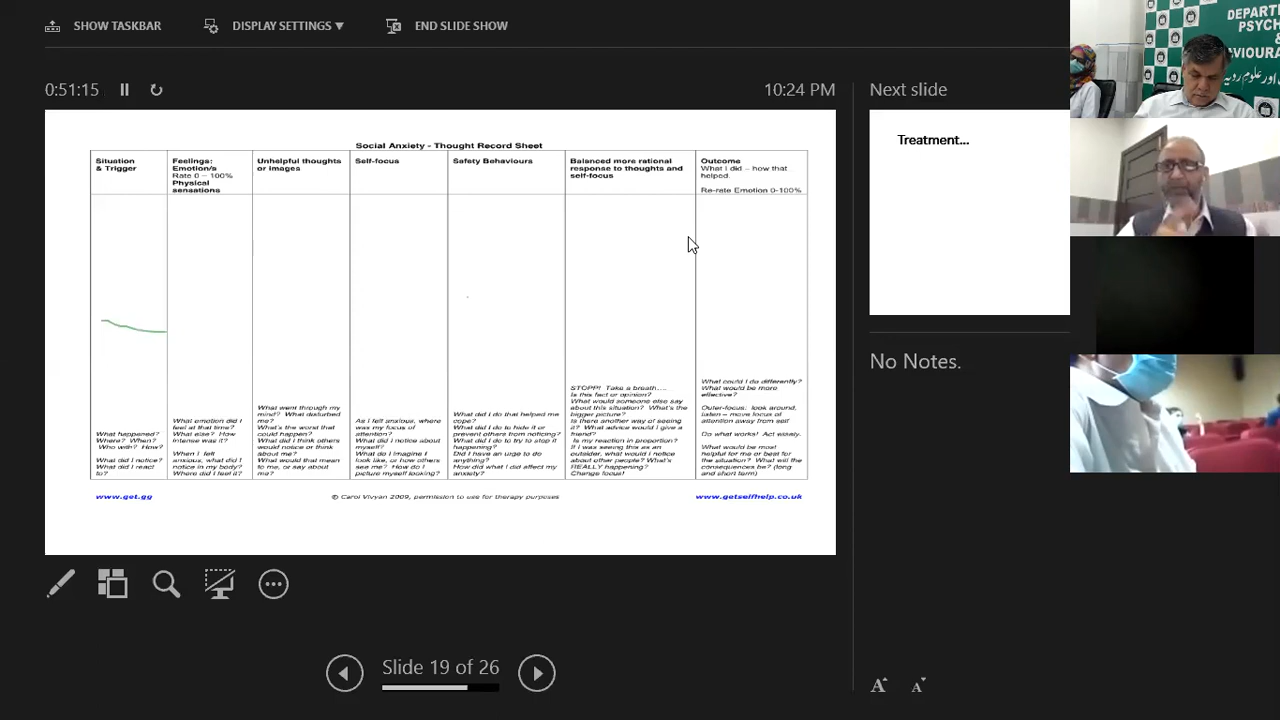 SHOW TASKBAR
DISPLAY SETTINGS ▼
END SLIDE SHOW
0:51:15
10:24 PM
Social Anxiety - Thought Record Sheet
Situation
& Trigger
Feelings:
Emotion/s
Rate 0 – 100%
Physical
sensations
Unhelpful thoughts
or images
Self-focus
Safety Behaviours
Balanced more rational
response to thoughts and
self-focus
Outcome
What I did – how that
helped.
Re-rate Emotion 0-100%
What happened?
Where? When?
Who with? How?
What did I notice?
What did I react
to?
What emotion did I
feel at that time?
What else? How
intense was it?
When I felt
anxious, what did I
notice in my body?
Where did I feel it?
What went through my
mind? What disturbed
me?
What's the worst that
could happen?
What did I think others
would notice or think
about me?
What would that mean
to me, or say about
me?
As I felt anxious, where
was my focus of
attention?
What did I notice about
myself?
What do I imagine I
look like, or how others
see me? How do I
picture myself looking?
What did I do that helped me
cope?
What did I do to hide it or
prevent others from noticing?
What did I do to try to stop it
happening?
Did I have an urge to do
anything?
How did what I did affect my
anxiety?
STOPP! Take a breath....
Is this fact or opinion?
What would someone else say
about this situation? What's the
bigger picture?
Is there another way of seeing
it? What advice would I give a
friend?
Is my reaction in proportion?
If I was seeing this as an
outsider, what would I notice
about other people? What's
REALLY happening?
Change focus!
What could I do differently?
What would be more
effective?
Outer-focus: look around,
listen – move focus of
attention away from self
Do what works! Act wisely.
What would be most
helpful for me or best for
the situation? What will the
consequences be? (long
and short term)
www.get.gg
© Carol Vivyan 2009, permission to use for therapy purposes
www.getselfhelp.co.uk
Slide 19 of 26
Next slide
Treatment...
No Notes.
A A
DEPART
PSYCH
&
AVIOURA